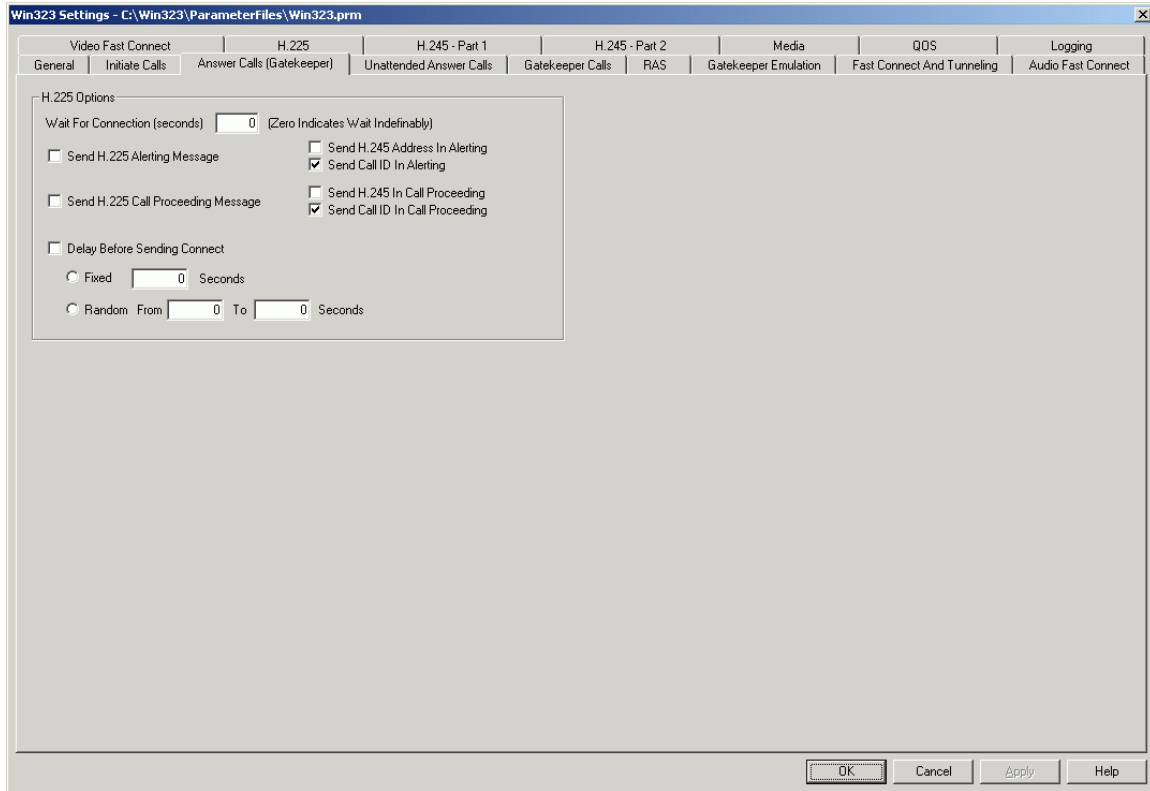 Win323 Settings - C:\Win323\ParameterFiles\Win323.prm
Video Fast Connect H.225 H.245 - Part 1 H.245 - Part 2 Media QOS Logging
General Initiate Calls Answer Calls (Gatekeeper) Unattended Answer Calls Gatekeeper Calls RAS Gatekeeper Emulation Fast Connect And Tunneling Audio Fast Connect
H.225 Options
Wait For Connection (seconds) 0 (Zero Indicates Wait Indefinably)
Send H.225 Alerting Message
Send H.245 Address In Alerting
Send Call ID In Alerting
Send H.225 Call Proceeding Message
Send H.245 In Call Proceeding
Send Call ID In Call Proceeding
Delay Before Sending Connect
Fixed 0 Seconds
Random From 0 To 0 Seconds
OK Cancel Apply Help